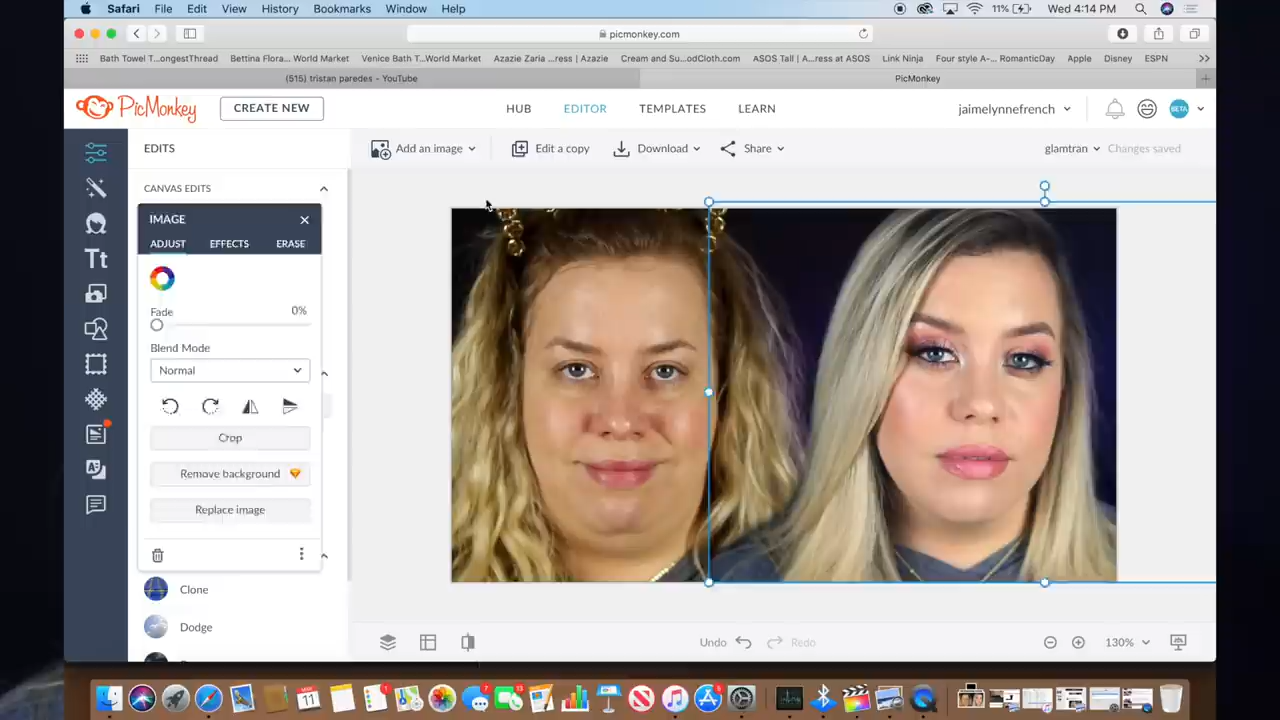 Safari File Edit View History Bookmarks Window Help 11% Wed 4:14 PM
picmonkey.com
Bath Towel T...ongestThread Bettina Flora... World Market Venice Bath T...World Market Azazie Zaria ...ress | Azazie Cream and Su...odCloth.com ASOS Tall | A...ress at ASOS Link Ninja Four style A-... RomanticDay Apple Disney ESPN
(515) tristan paredes - YouTube PicMonkey
PicMonkey CREATE NEW HUB EDITOR TEMPLATES LEARN jaimelynnefrench BETA
EDITS Add an image Edit a copy Download Share glamtran Changes saved
CANVAS EDITS
IMAGE
ADJUST EFFECTS ERASE
Fade 0%
Blend Mode
Normal
Crop
Remove background
Replace image
Tt
Clone
Dodge
Undo Redo 130%